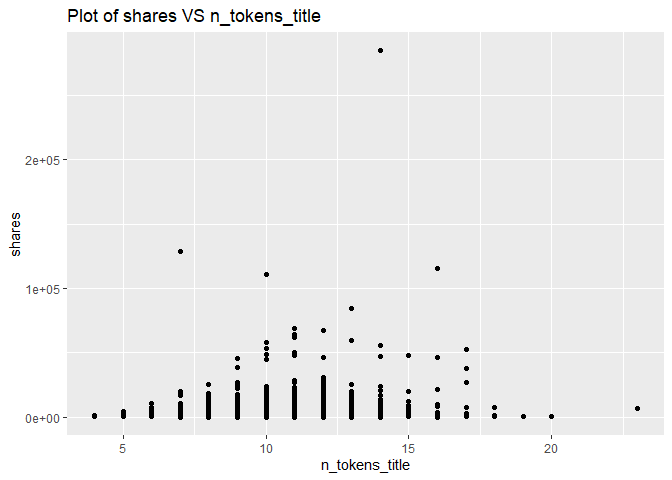 Plot of shares VS n_tokens_title
shares
2e+05
1e+05
0e+00
5 10 15 20
n_tokens_title